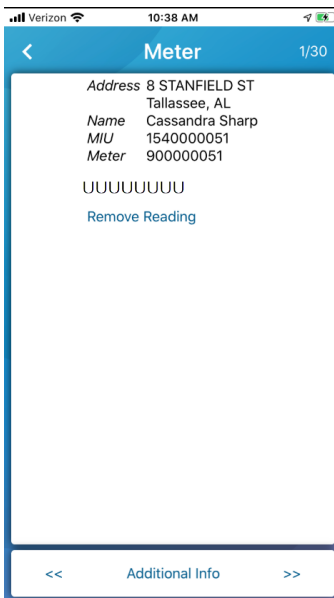 Verizon 10:38 AM
Meter 1/30
Address 8 STANFIELD ST
Tallassee, AL
Name Cassandra Sharp
MIU 1540000051
Meter 900000051
UUUUUUUU
Remove Reading
<< Additional Info >>